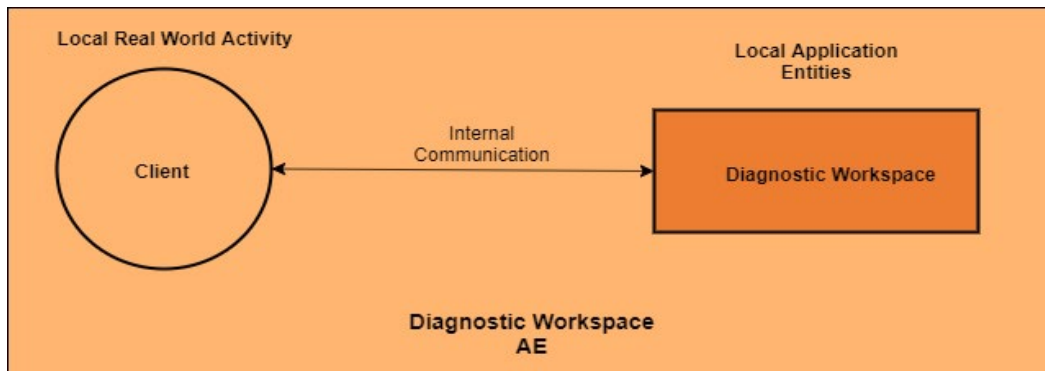 Local Real World Activity
Local Application
Entities
Internal
Communication
Client
Diagnostic Workspace
Diagnostic Workspace
AE